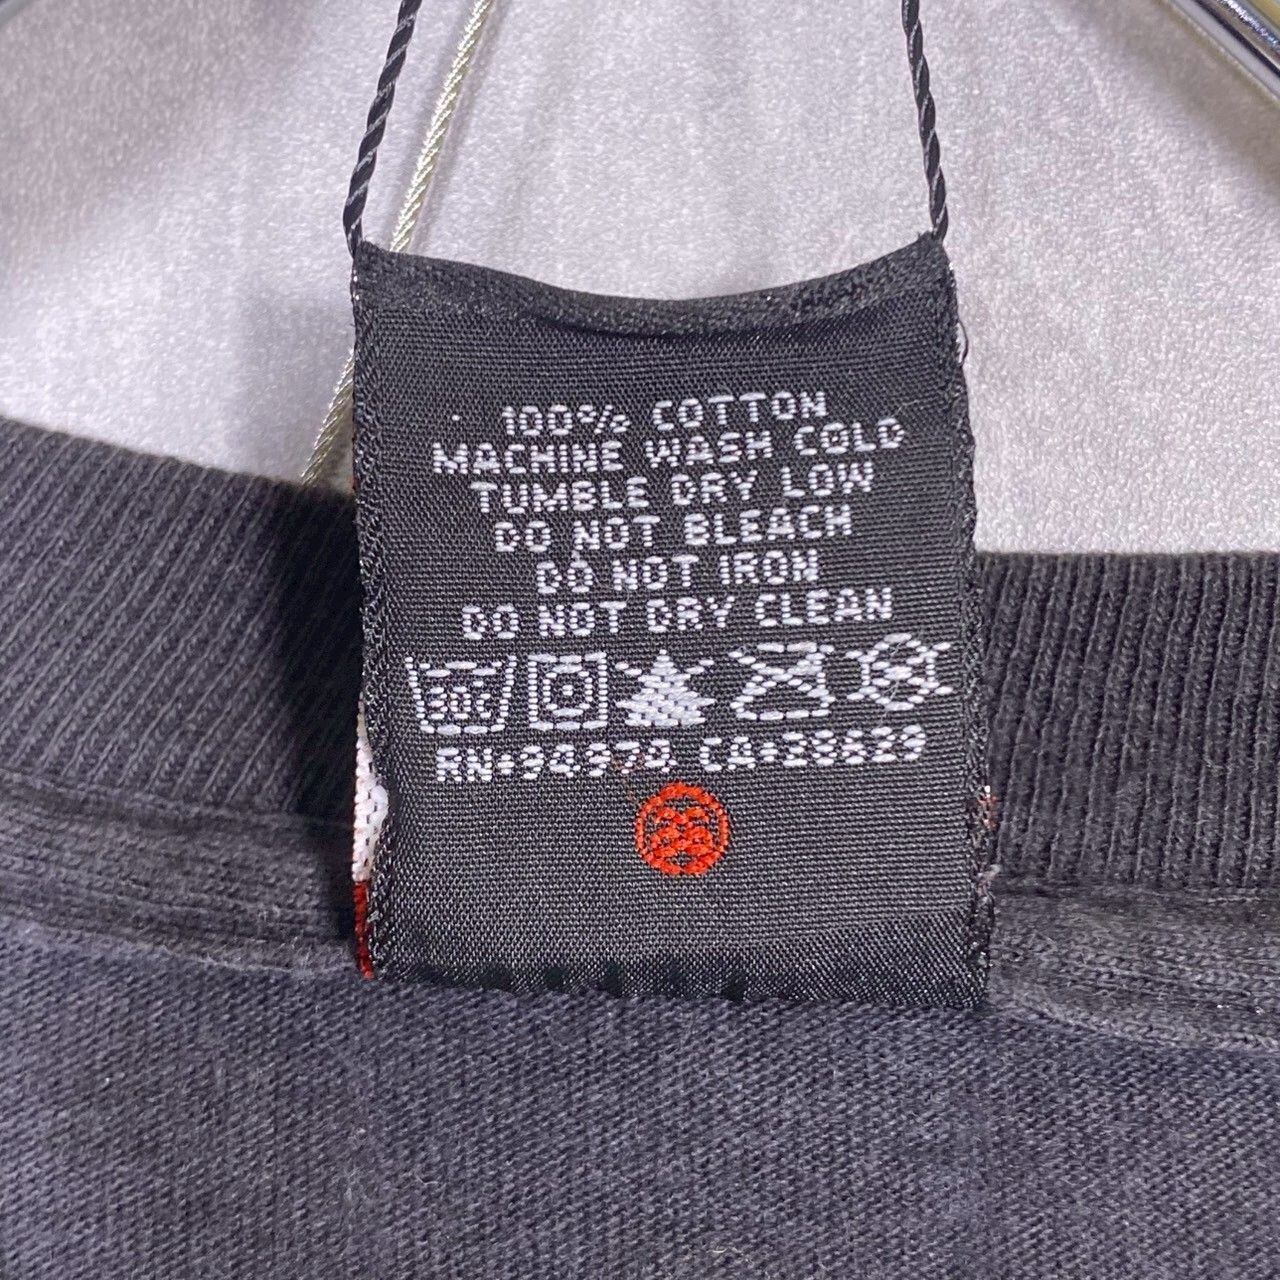 100% COTTON
MACHINE WASH COLD
TUMBLE DRY LOW
DO NOT BLEACH
DO NOT IRON
DO NOT DRY CLEAN
30C
RN•94974 CA•28629